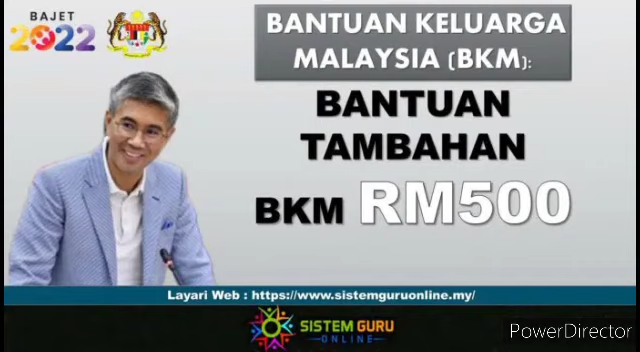 BAJET
2022
BANTUAN KELUARGA
MALAYSIA (BKM):
BANTUAN
TAMBAHAN
BKM RM500
Layari Web : https://www.sistemguruonline.my/
SISTEM GURU
ONLINE
PowerDirector